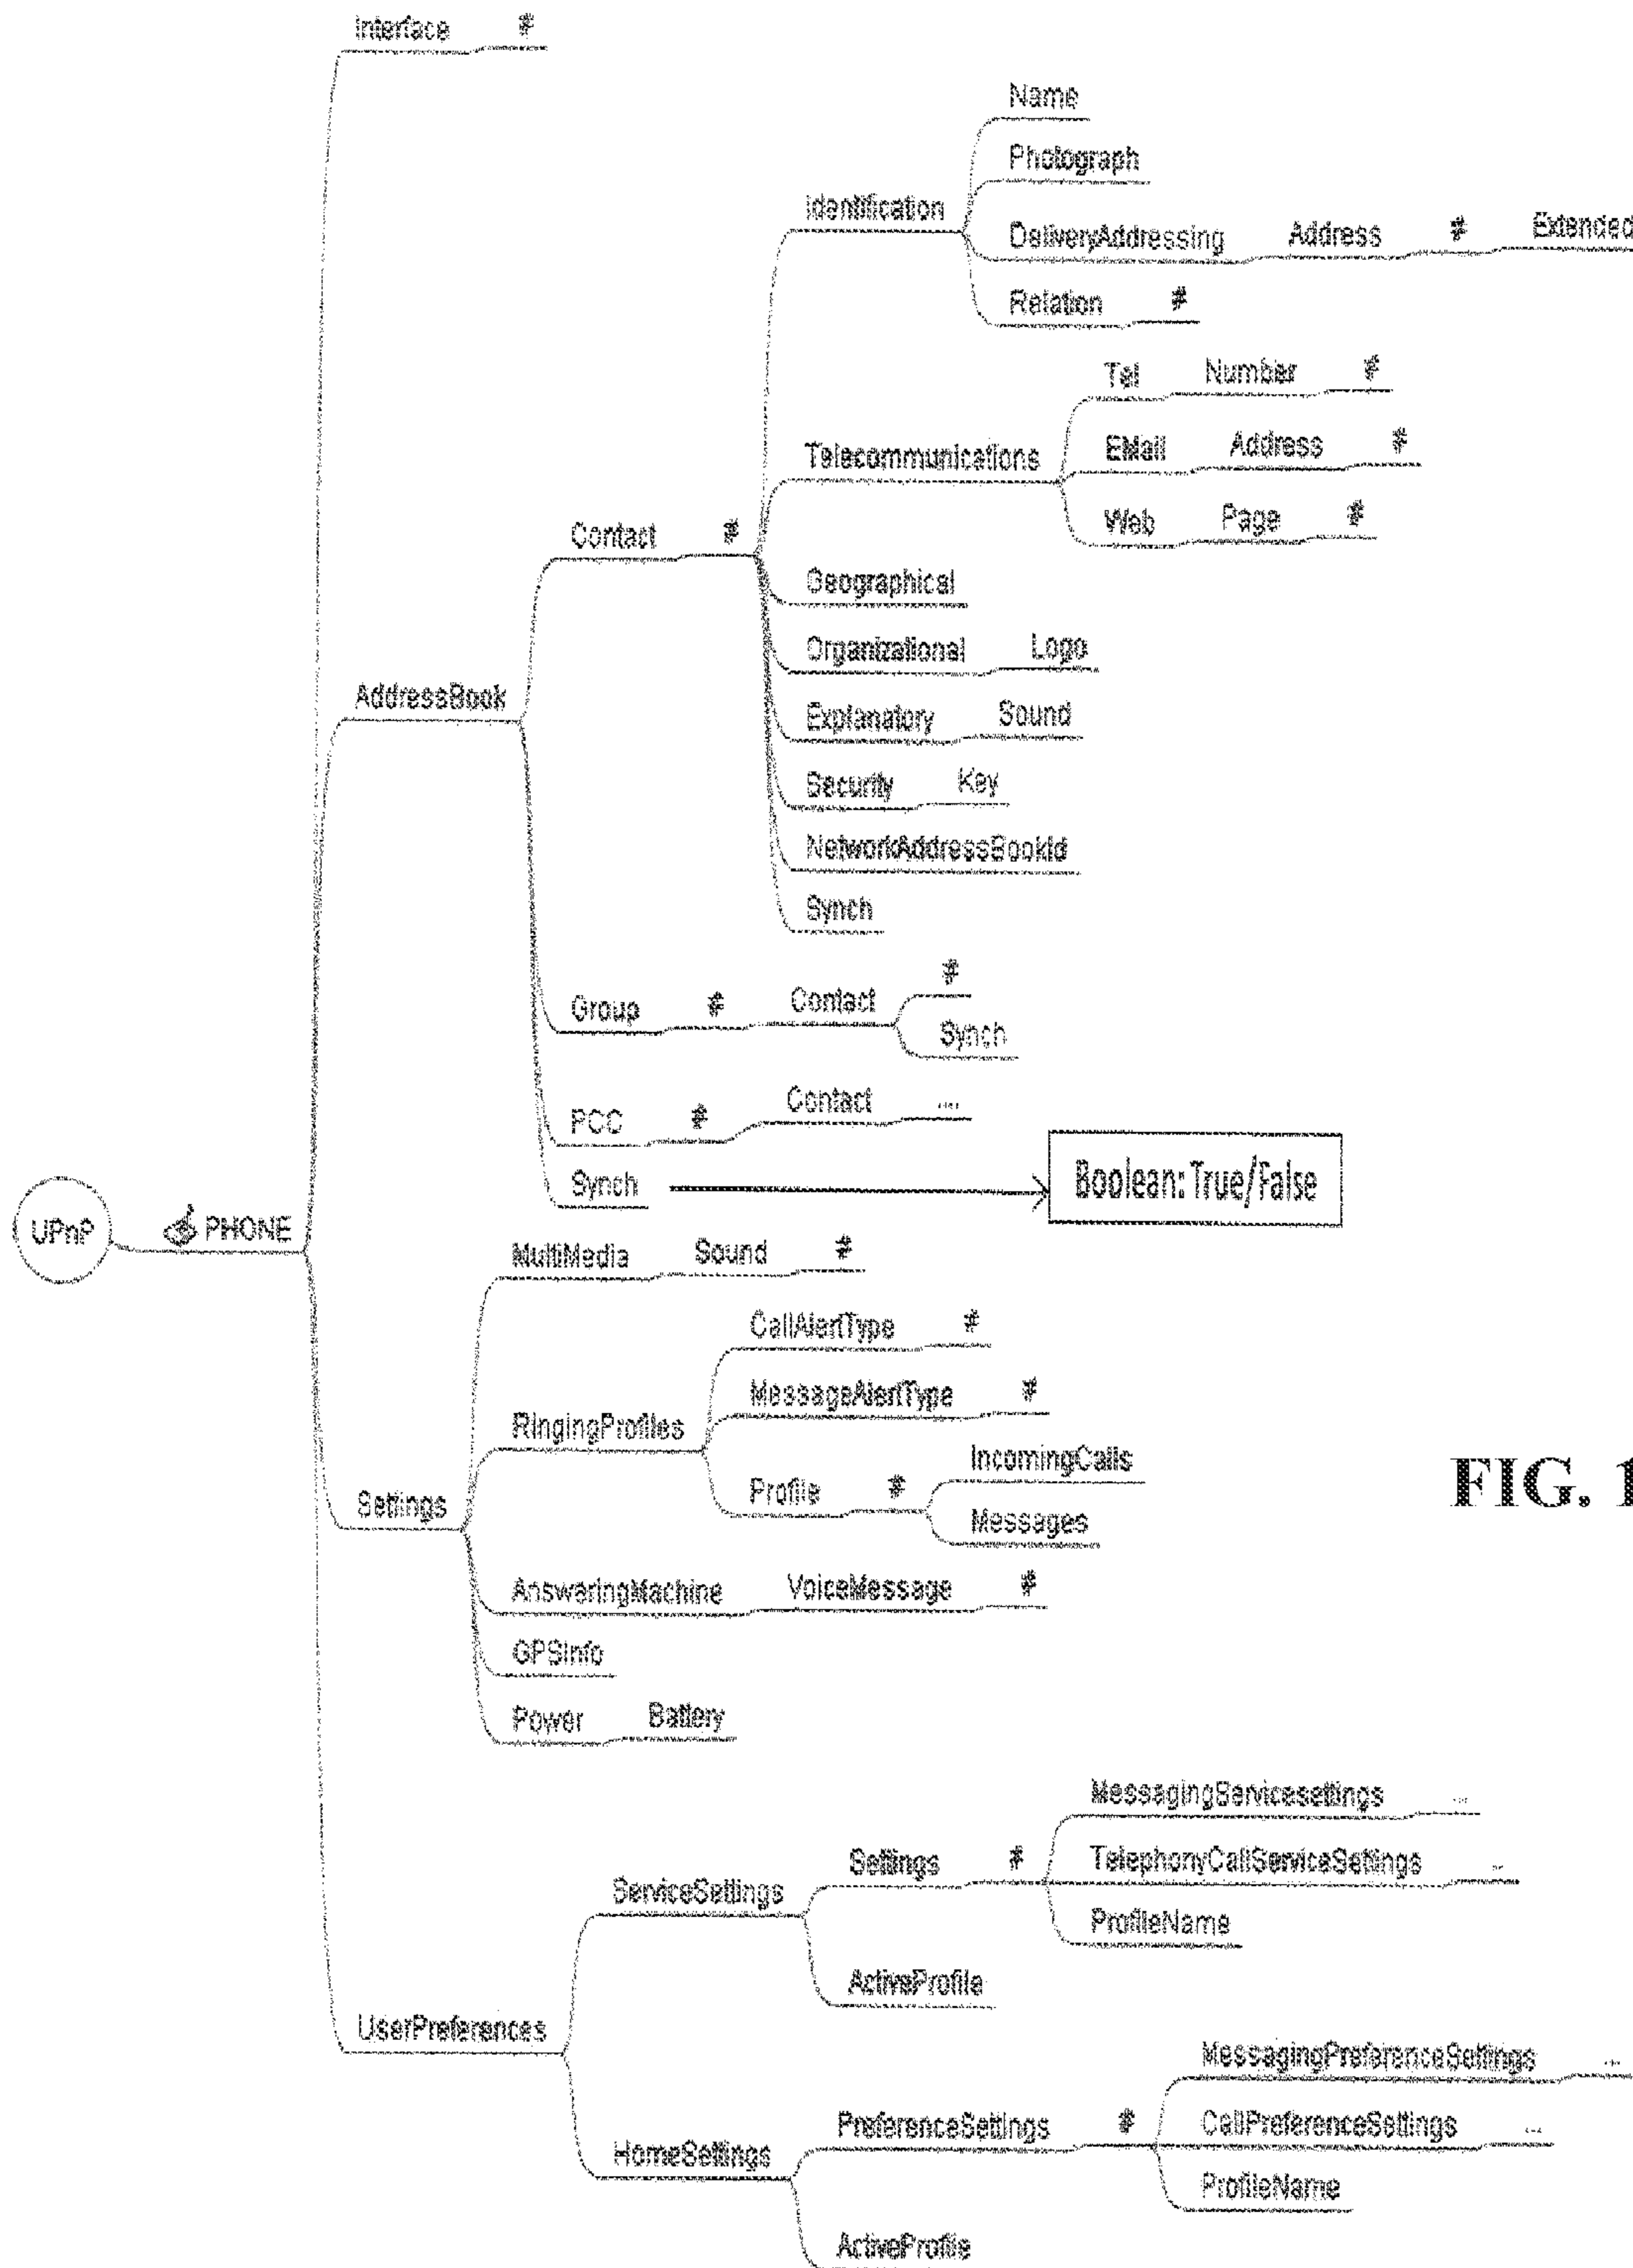 Interface #
Name
Photograph
Identification
DeliveryAddressing Address # Extended
Relation #
Tel Number #
Telecommunications
EMail Address #
Web Page #
Contact #
Geographical
Organizational Logo
AddressBook
Explanatory Sound
Security Key
NetworkAddressBookId
Synch
#
Group # Contact
Synch
PCC # Contact ...
Synch
Boolean: True/False
UPnP PHONE
MultiMedia Sound #
CallAlertType #
MessageAlertType #
RingingProfiles
IncomingCalls
Profile #
Messages
FIG. 1
Settings
AnsweringMachine VoiceMessage #
GPSInfo
Power Battery
MessagingServicesettings ...
Settings #
TelephonyCallServiceSettings ...
ServiceSettings
ProfileName
ActiveProfile
UserPreferences
MessagingPreferenceSettings ...
PreferenceSettings #
CallPreferenceSettings ...
HomeSettings
ProfileName
ActiveProfile